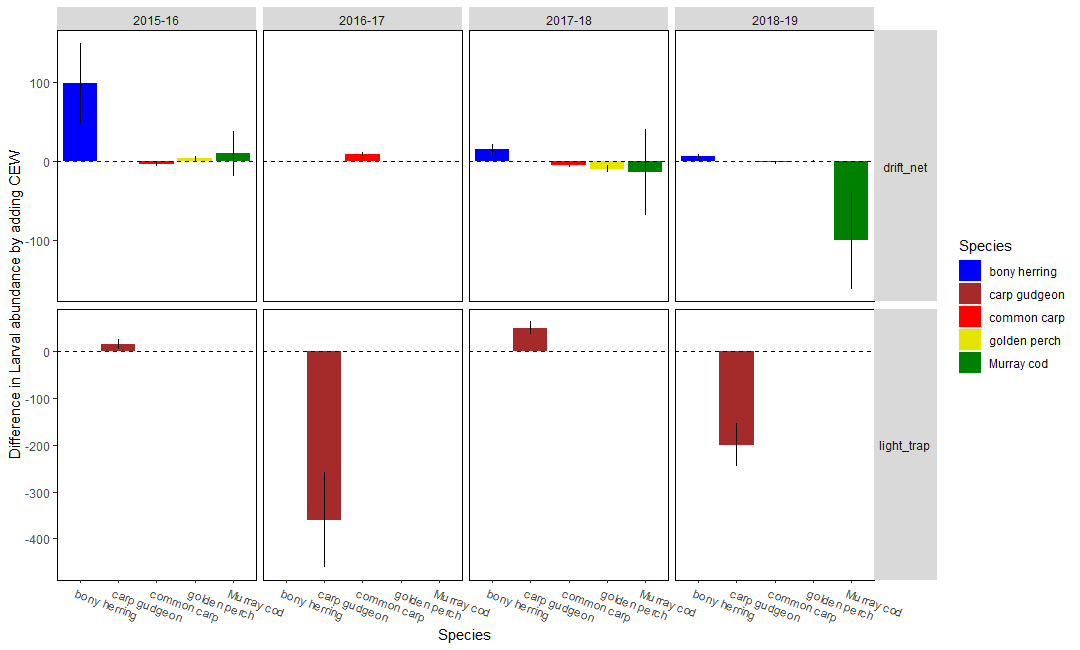 2015-16 2016-17 2017-18 2018-19
Difference in Larval abundance by adding CEW
100
0
-100
drift_net
0
-100
-200
-300
-400
light_trap
bony herring carp gudgeon common carp golden perch Murray cod bony herring carp gudgeon common carp golden perch Murray cod bony herring carp gudgeon common carp golden perch Murray cod bony herring carp gudgeon common carp golden perch Murray cod
Species
Species
bony herring
carp gudgeon
common carp
golden perch
Murray cod